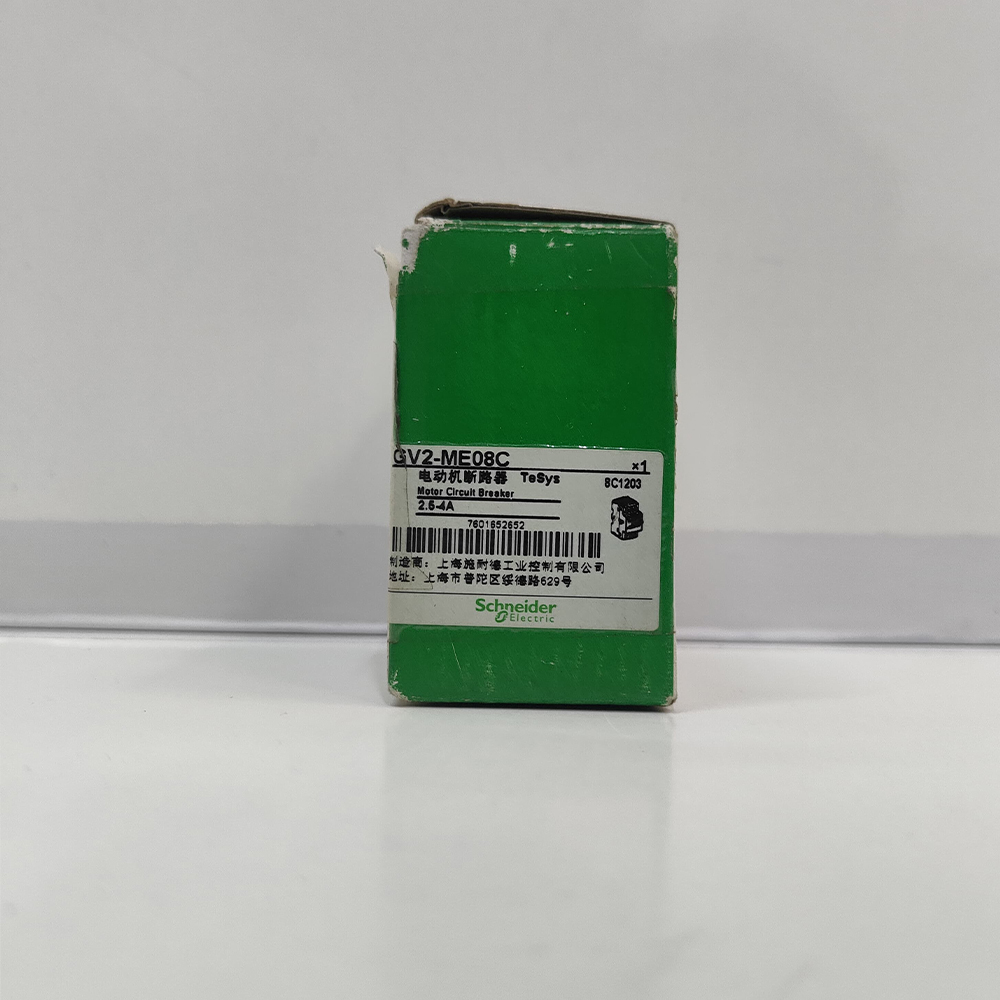 GV2-ME08C
×1
电动机断路器 TeSys
8C1203
Motor Circuit Breaker
2.5-4A
7601652652
制造商：上海施耐德工业控制有限公司
地址：上海市普陀区绥德路629号
Schneider
Electric